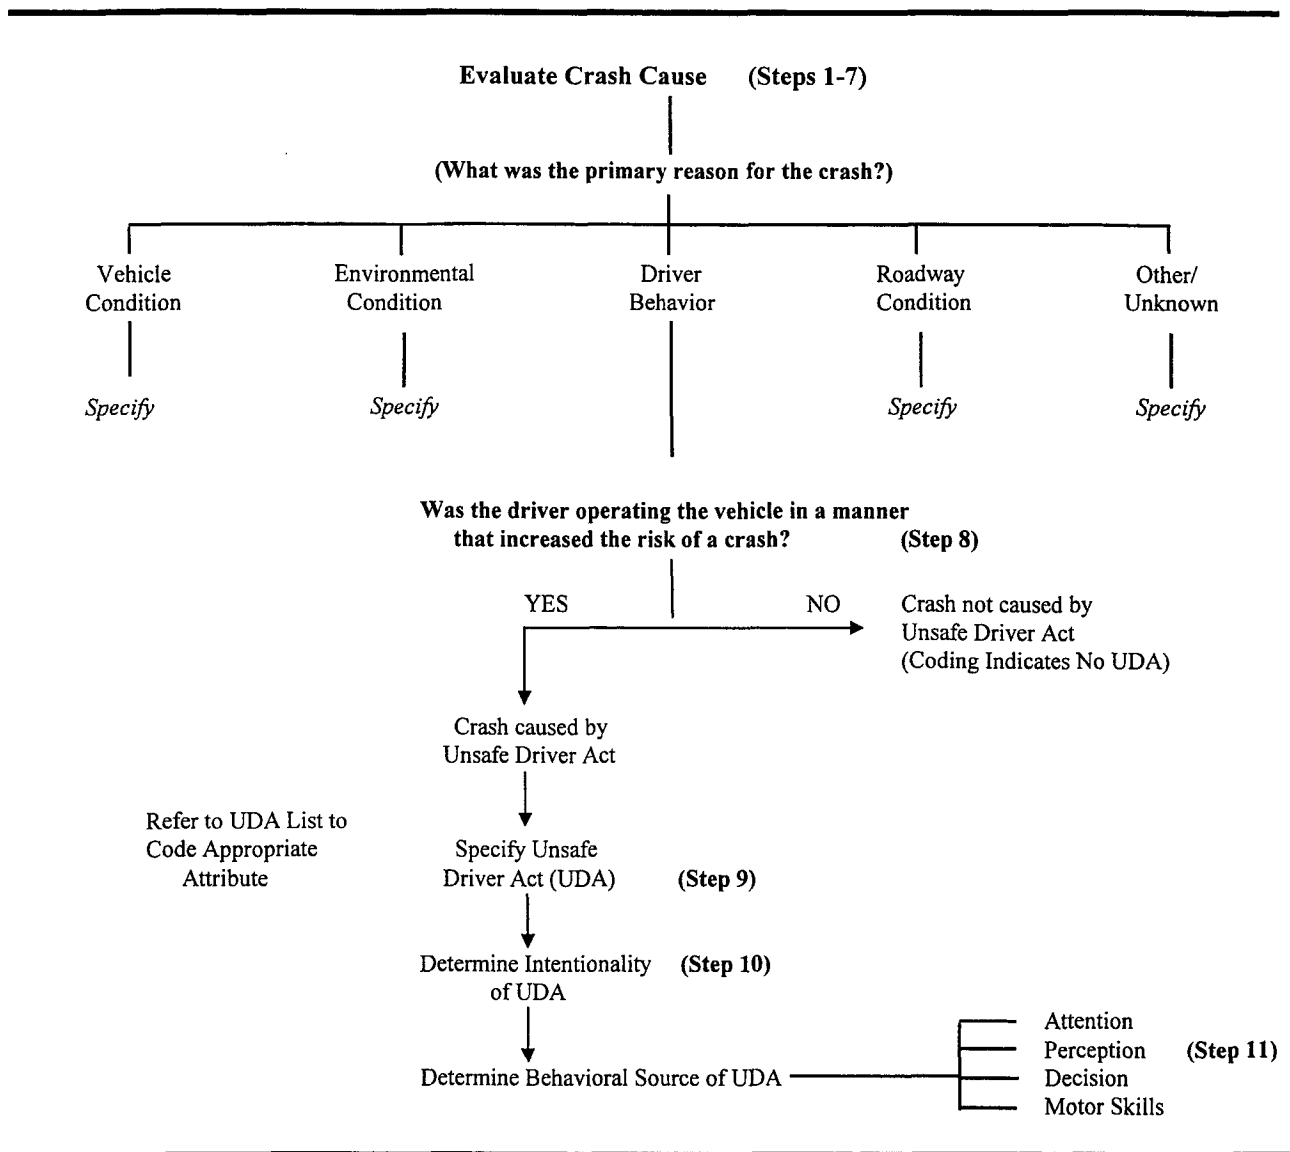 Evaluate Crash Cause (Steps 1-7)
(What was the primary reason for the crash?)
Vehicle
Condition
Environmental
Condition
Driver
Behavior
Roadway
Condition
Other/
Unknown
Specify
Specify
Specify
Specify
Was the driver operating the vehicle in a manner
that increased the risk of a crash? (Step 8)
YES
NO
Crash not caused by
Unsafe Driver Act
(Coding Indicates No UDA)
Crash caused by
Unsafe Driver Act
Refer to UDA List to
Code Appropriate
Attribute
Specify Unsafe
Driver Act (UDA) (Step 9)
Determine Intentionality (Step 10)
of UDA
Determine Behavioral Source of UDA
Attention
Perception (Step 11)
Decision
Motor Skills